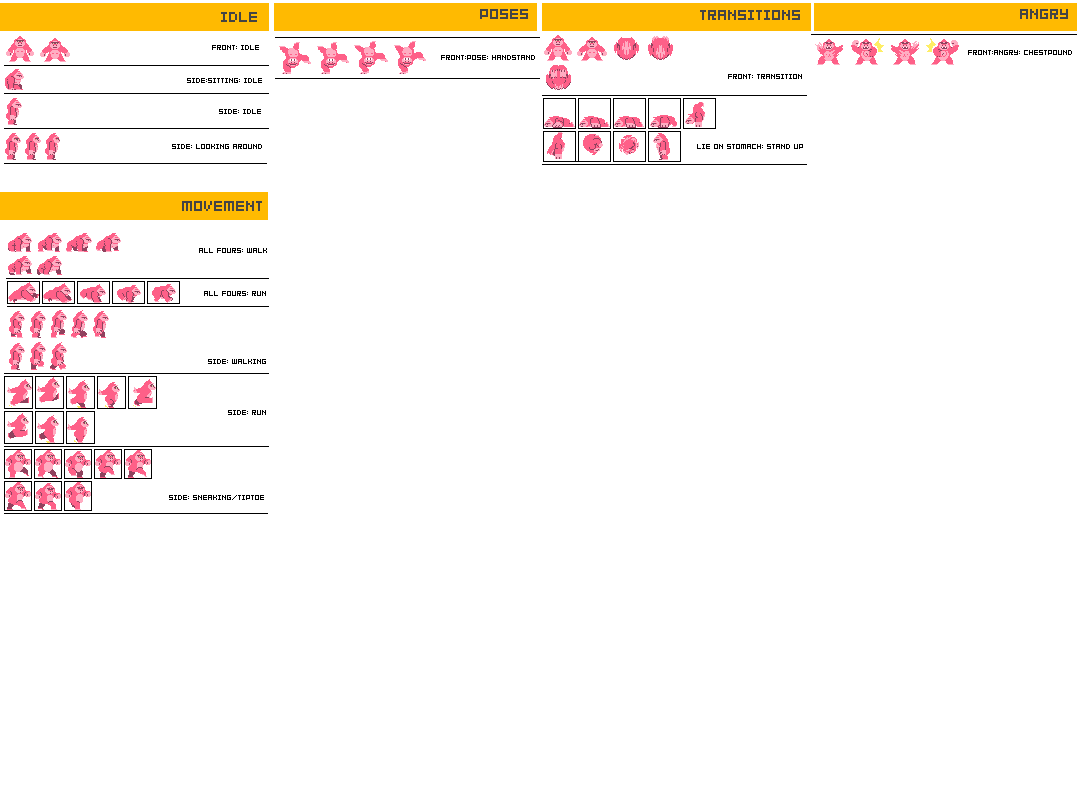 IDLE
FRONT: IDLE
SIDE:SITTING: IDLE
SIDE: IDLE
SIDE: LOOKING AROUND
POSES
FRONT:POSE: HANDSTAND
TRANSITIONS
FRONT: TRANSITION
LIE ON STOMACH: STAND UP
ANGRY
FRONT:ANGRY: CHESTPOUND
MOVEMENT
ALL FOURS: WALK
ALL FOURS: RUN
SIDE: WALKING
SIDE: RUN
SIDE: SNEAKING/TIPTOE